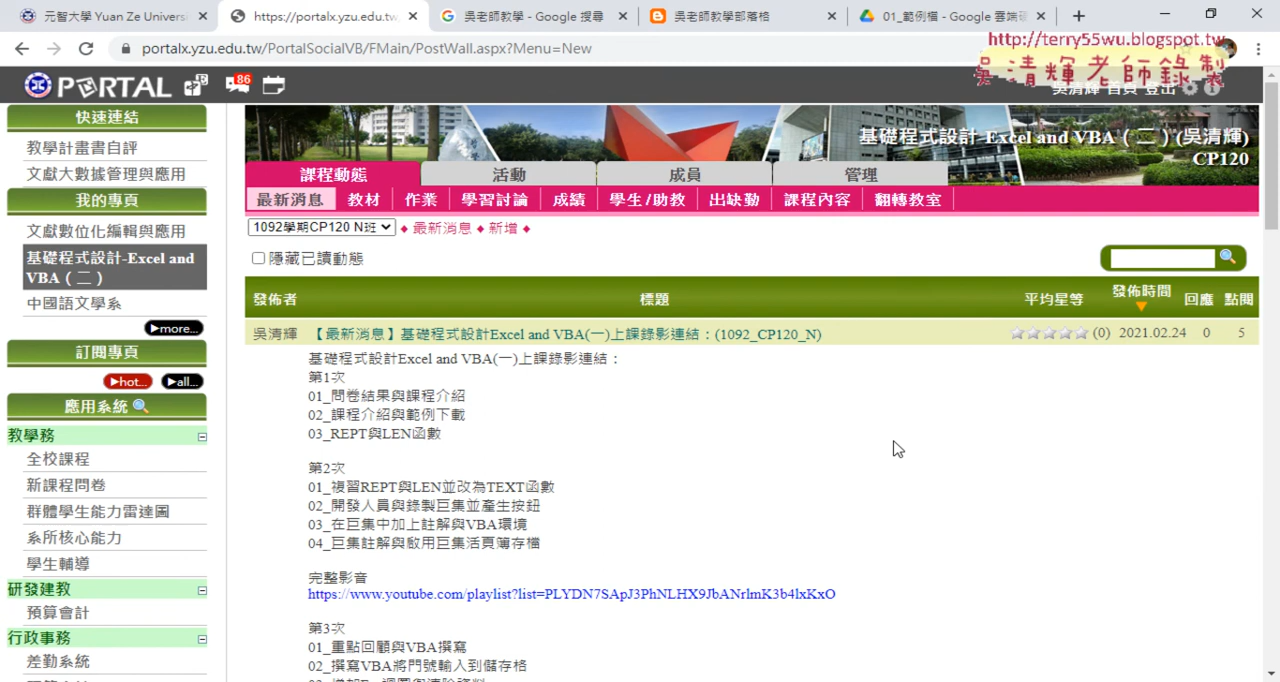 元智大學 Yuan Ze Univers
https://portalx.yzu.edu.tw/
吳老師教學 - Google 搜尋
吳老師教學部落格
01_範例檔 - Google 雲端硬
portalx.yzu.edu.tw/PortalSocialVB/FMain/PostWall.aspx?Menu=New
http://terry55wu.blogspot.tw
吳清輝老師錄製
PORTAL
86
吳清輝 首頁 登出
快速連結
教學計畫書自評
文獻大數據管理與應用
我的專頁
文獻數位化編輯與應用
基礎程式設計-Excel and VBA（二）
中國語文學系
▶more...
訂閱專頁
▶hot... ▶all...
應用系統
教學務
全校課程
新課程問卷
群體學生能力雷達圖
系所核心能力
學生輔導
研發建教
預算會計
行政事務
差勤系統
基礎程式設計-Excel and VBA（二）(吳清輝)
CP120
課程動態 活動 成員 管理
最新消息 教材 作業 學習討論 成績 學生/助教 出缺勤 課程內容 翻轉教室
1092學期CP120 N班 ◆ 最新消息 ◆ 新增 ◆
隱藏已讀動態
發佈者 標題 平均星等 發佈時間 回應 點閱
吳清輝 【最新消息】基礎程式設計Excel and VBA(一)上課錄影連結：(1092_CP120_N) (0) 2021.02.24 0 5
基礎程式設計Excel and VBA(一)上課錄影連結：
第1次
01_問卷結果與課程介紹
02_課程介紹與範例下載
03_REPT與LEN函數
第2次
01_複習REPT與LEN並改為TEXT函數
02_開發人員與錄製巨集並產生按鈕
03_在巨集中加上註解與VBA環境
04_巨集註解與啟用巨集活頁簿存檔
完整影音
https://www.youtube.com/playlist?list=PLYDN7SApJ3PhNLHX9JbANrlmK3b4lxKxO
第3次
01_重點回顧與VBA撰寫
02_撰寫VBA將門號輸入到儲存格